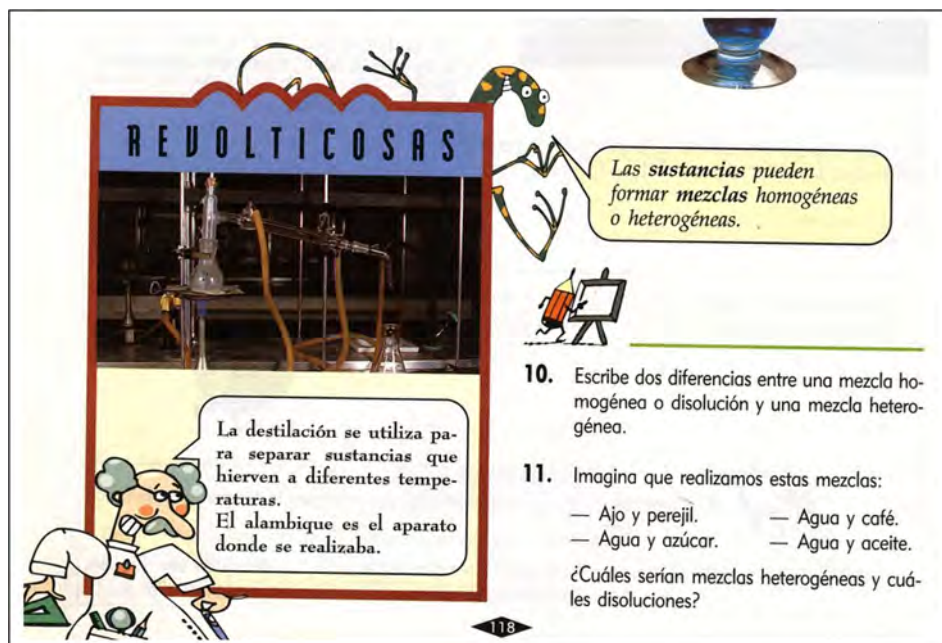 REVOLTICOSAS
La destilación se utiliza pa-
ra separar sustancias que
hierven a diferentes tempe-
raturas.
El alambique es el aparato
donde se realizaba.
Las sustancias pueden
formar mezclas homogéneas
o heterogéneas.
10. Escribe dos diferencias entre una mezcla ho-
mogénea o disolución y una mezcla hetero-
génea.
11. Imagina que realizamos estas mezclas:
— Ajo y perejil. — Agua y café.
— Agua y azúcar. — Agua y aceite.
¿Cuáles serían mezclas heterogéneas y cuá-
les disoluciones?
118